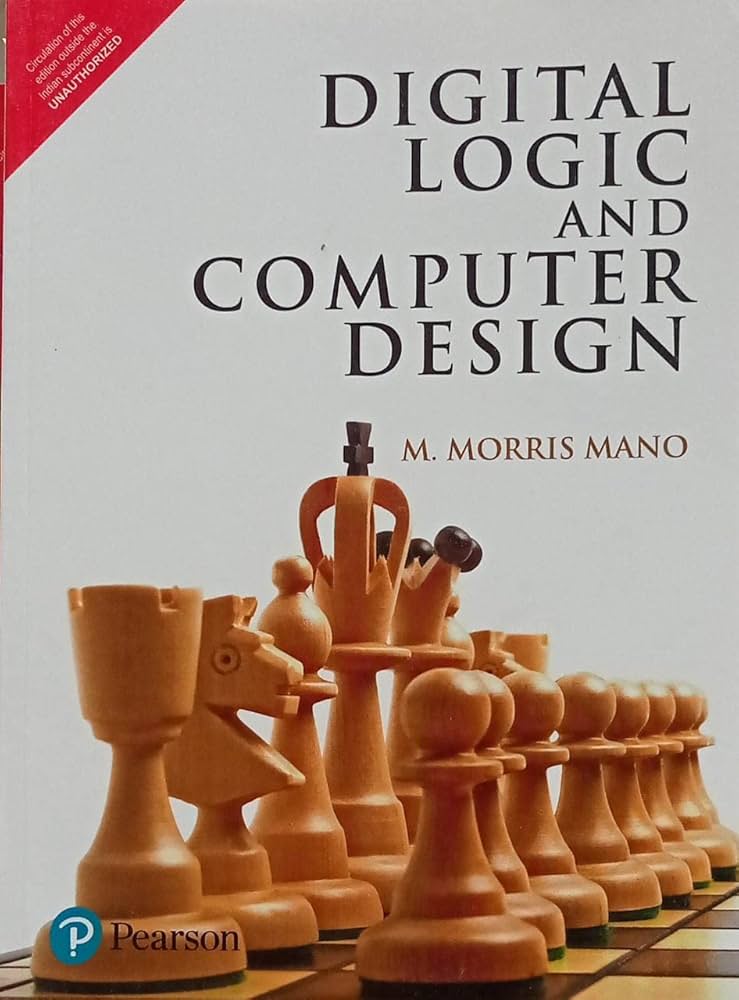 Circulation of this
edition outside the
Indian subcontinent is
UNAUTHORIZED
DIGITAL
LOGIC
AND
COMPUTER
DESIGN
M. MORRIS MANO
Pearson